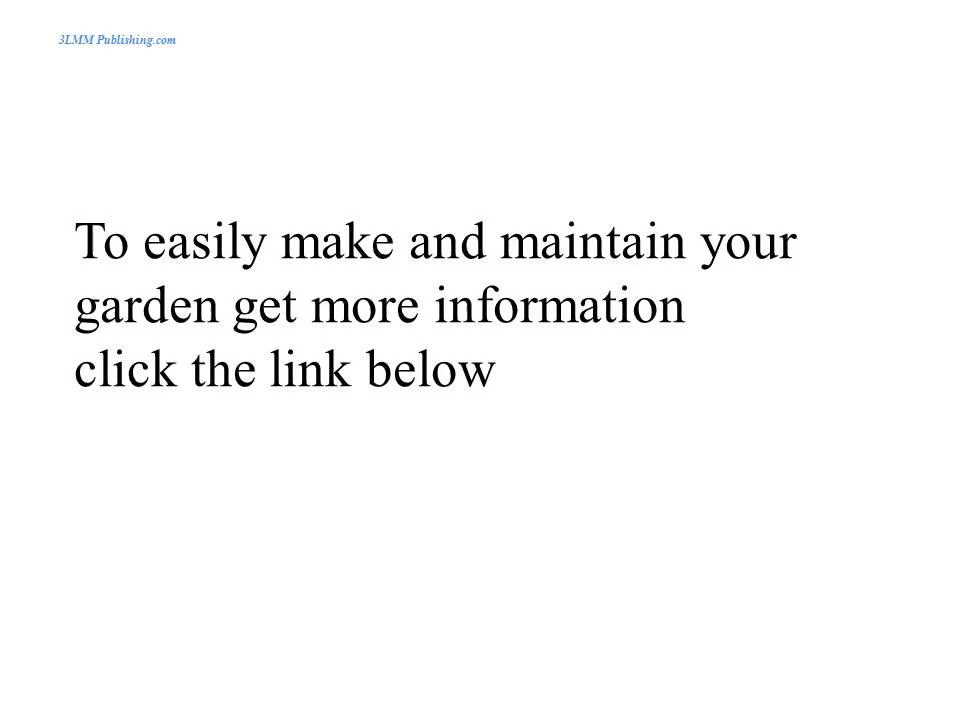 3LMM Publishing.com
To easily make and maintain your
garden get more information
click the link below